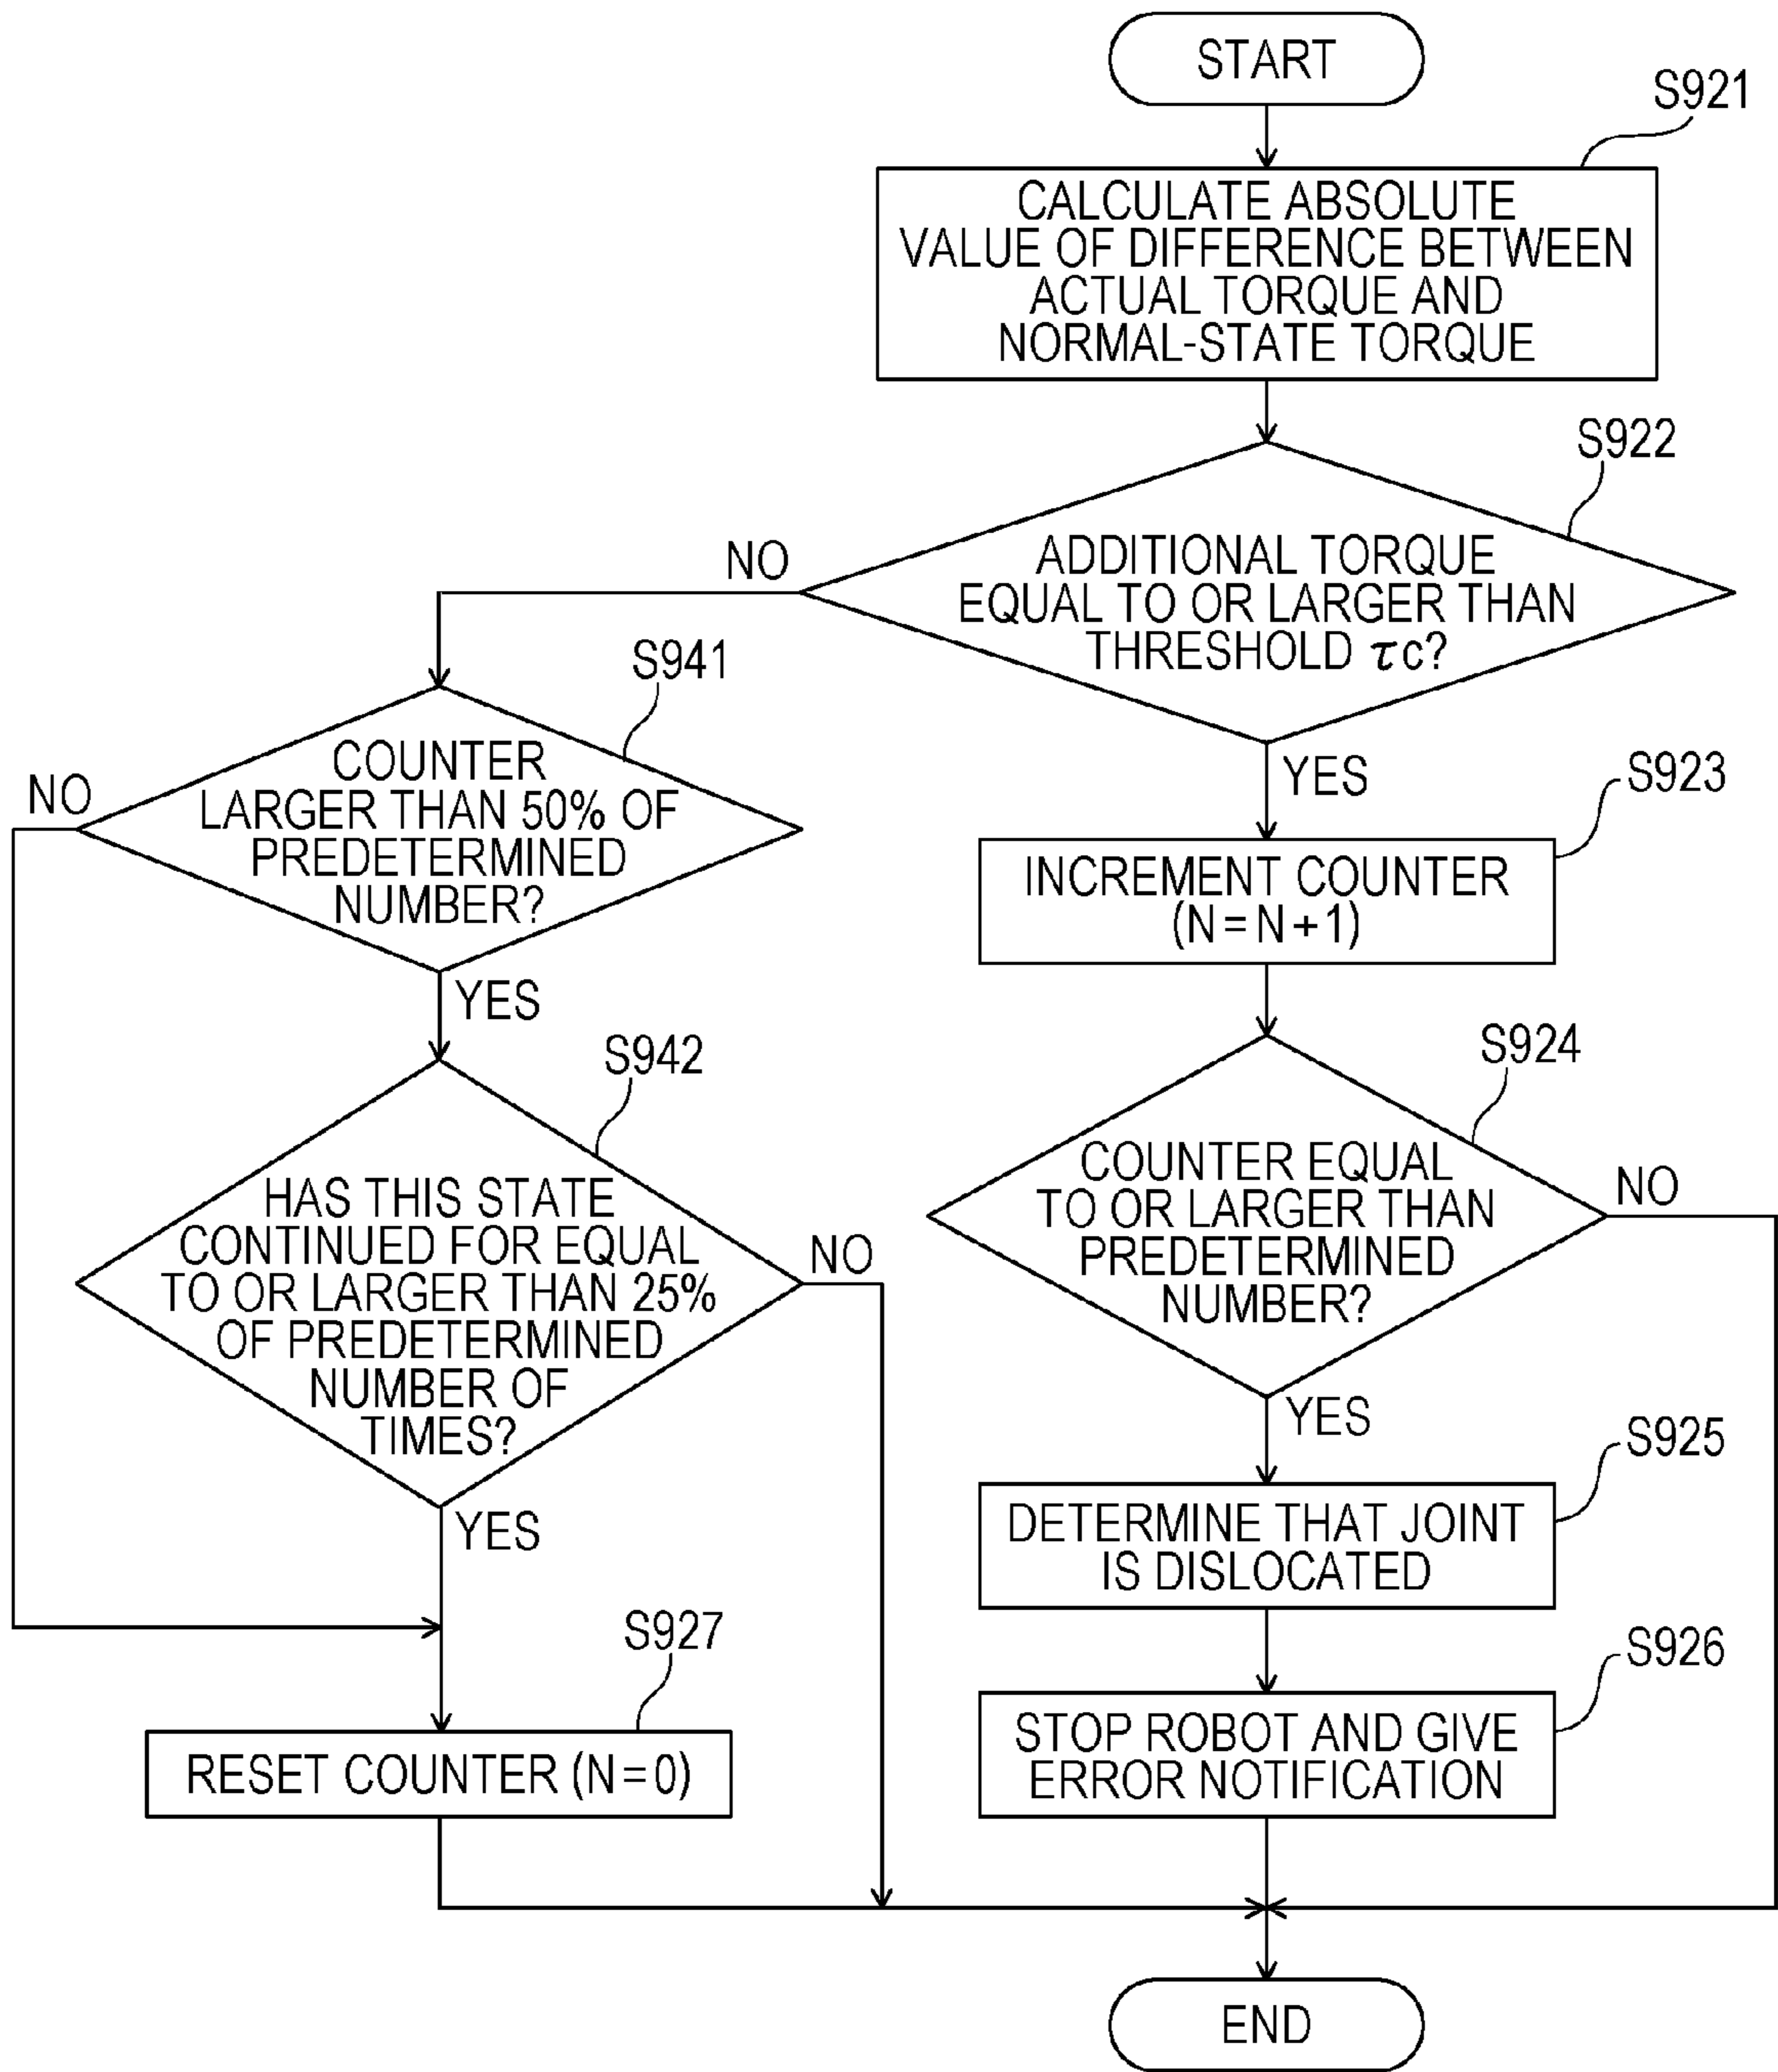 START
S921
CALCULATE ABSOLUTE
VALUE OF DIFFERENCE BETWEEN
ACTUAL TORQUE AND
NORMAL-STATE TORQUE
S922
NO
ADDITIONAL TORQUE
EQUAL TO OR LARGER THAN
THRESHOLD τc?
S941
NO
COUNTER
LARGER THAN 50% OF
PREDETERMINED
NUMBER?
YES
S923
INCREMENT COUNTER
(N=N+1)
YES
S942
HAS THIS STATE
CONTINUED FOR EQUAL
TO OR LARGER THAN 25%
OF PREDETERMINED
NUMBER OF
TIMES?
NO
S924
COUNTER EQUAL
TO OR LARGER THAN
PREDETERMINED
NUMBER?
NO
YES
YES
S925
DETERMINE THAT JOINT
IS DISLOCATED
S927
RESET COUNTER (N=0)
S926
STOP ROBOT AND GIVE
ERROR NOTIFICATION
END